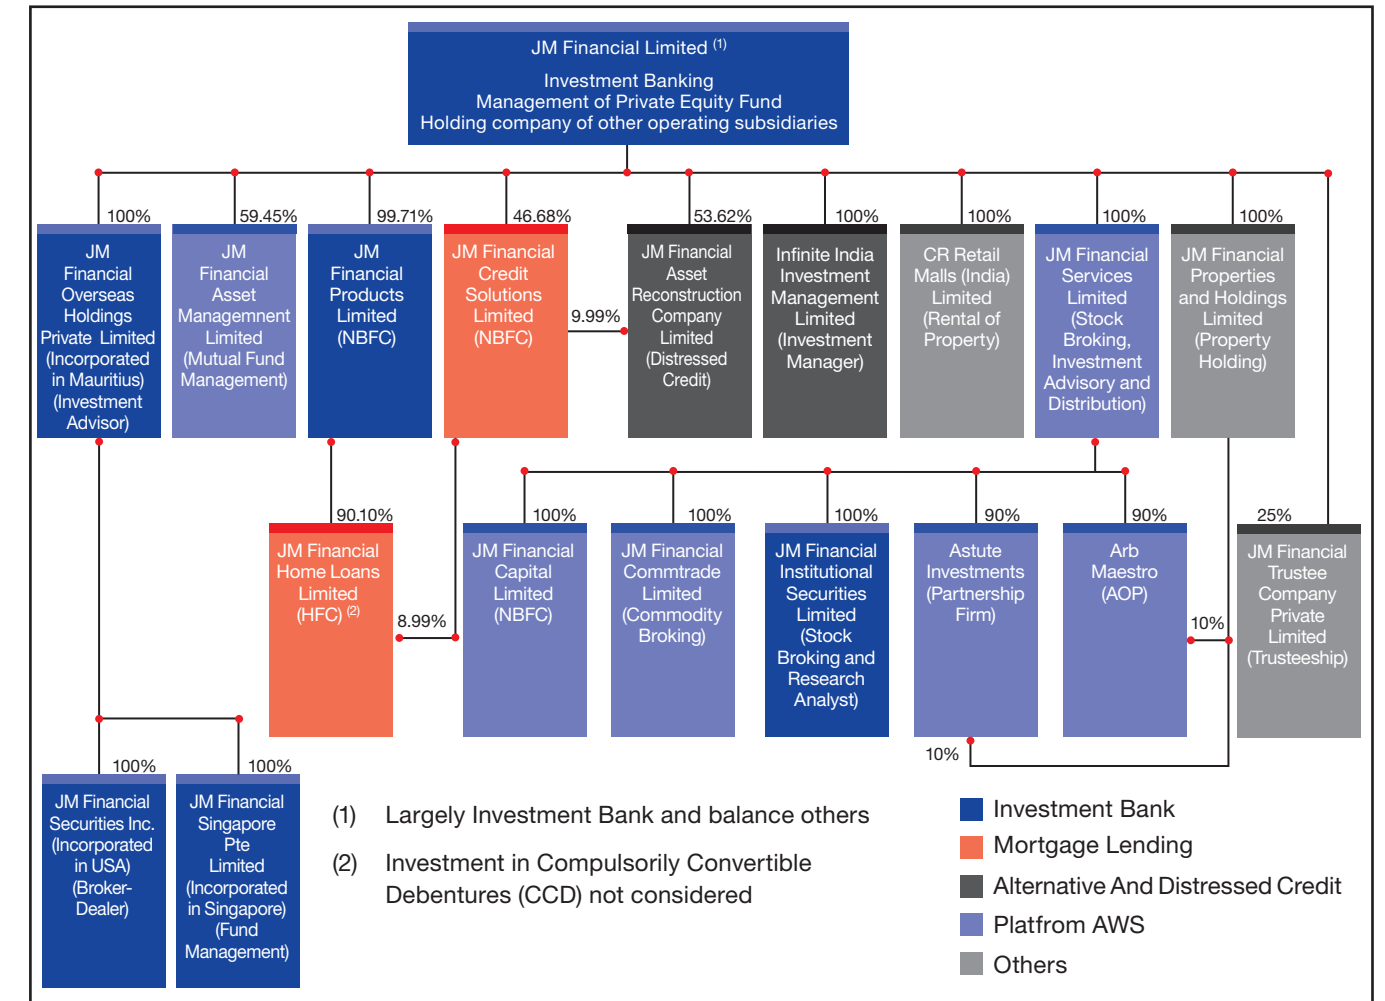 JM Financial Limited (1)
Investment Banking
Management of Private Equity Fund
Holding company of other operating subsidiaries
100%
JM
Financial
Overseas
Holdings
Private Limited
(Incorporated
in Mauritius)
(Investment
Advisor)
59.45%
JM
Financial
Asset
Managemnent
Limited
(Mutual Fund
Management)
99.71%
JM
Financial
Products
Limited
(NBFC)
46.68%
JM Financial
Credit
Solutions
Limited
(NBFC)
9.99%
53.62%
JM Financial
Asset
Reconstruction
Company
Limited
(Distressed
Credit)
100%
Infinite India
Investment
Management
Limited
(Investment
Manager)
100%
CR Retail
Malls (India)
Limited
(Rental of
Property)
100%
JM Financial
Services
Limited
(Stock
Broking,
Investment
Advisory and
Distribution)
100%
JM Financial
Properties
and Holdings
Limited
(Property
Holding)
90.10%
JM Financial
Home Loans
Limited
(HFC) (2)
8.99%
100%
JM Financial
Capital
Limited
(NBFC)
100%
JM Financial
Commtrade
Limited
(Commodity
Broking)
100%
JM Financial
Institutional
Securities
Limited
(Stock
Broking and
Research
Analyst)
90%
Astute
Investments
(Partnership
Firm)
10%
90%
Arb
Maestro
(AOP)
10%
25%
JM Financial
Trustee
Company
Private
Limited
(Trusteeship)
100%
JM Financial
Securities Inc.
(Incorporated
in USA)
(Broker-
Dealer)
100%
JM Financial
Singapore
Pte
Limited
(Incorporated
in Singapore)
(Fund
Management)
(1) Largely Investment Bank and balance others
(2) Investment in Compulsorily Convertible
Debentures (CCD) not considered
Investment Bank
Mortgage Lending
Alternative And Distressed Credit
Platfrom AWS
Others